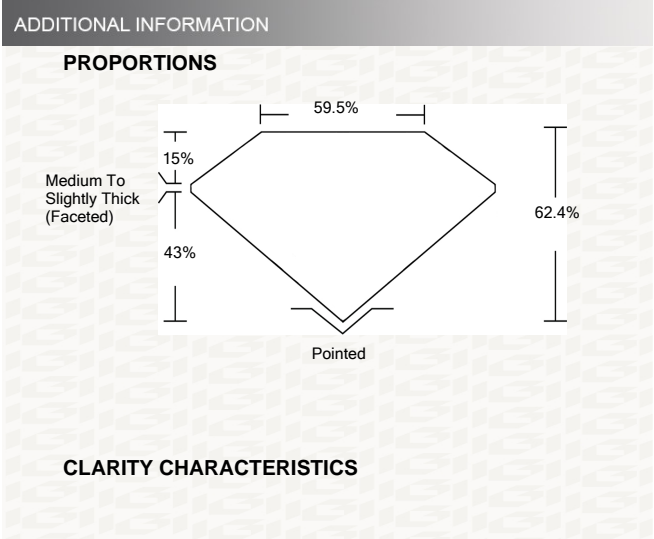 ADDITIONAL INFORMATION
PROPORTIONS
59.5%
15%
Medium To
Slightly Thick
(Faceted)
62.4%
43%
Pointed
CLARITY CHARACTERISTICS